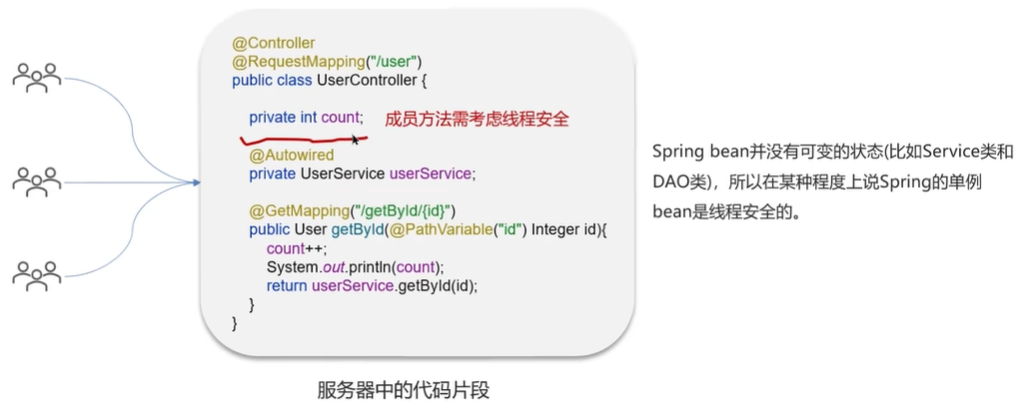 @Controller
@RequestMapping("/user")
public class UserController {
private int count;
成员方法需考虑线程安全
@Autowired
private UserService userService;
@GetMapping("/getById/{id}")
public User getById(@PathVariable("id") Integer id){
count++;
System.out.println(count);
return userService.getById(id);
}
}
服务器中的代码片段
Spring bean并没有可变的状态(比如Service类和
DAO类)，所以在某种程度上说Spring的单例
bean是线程安全的。